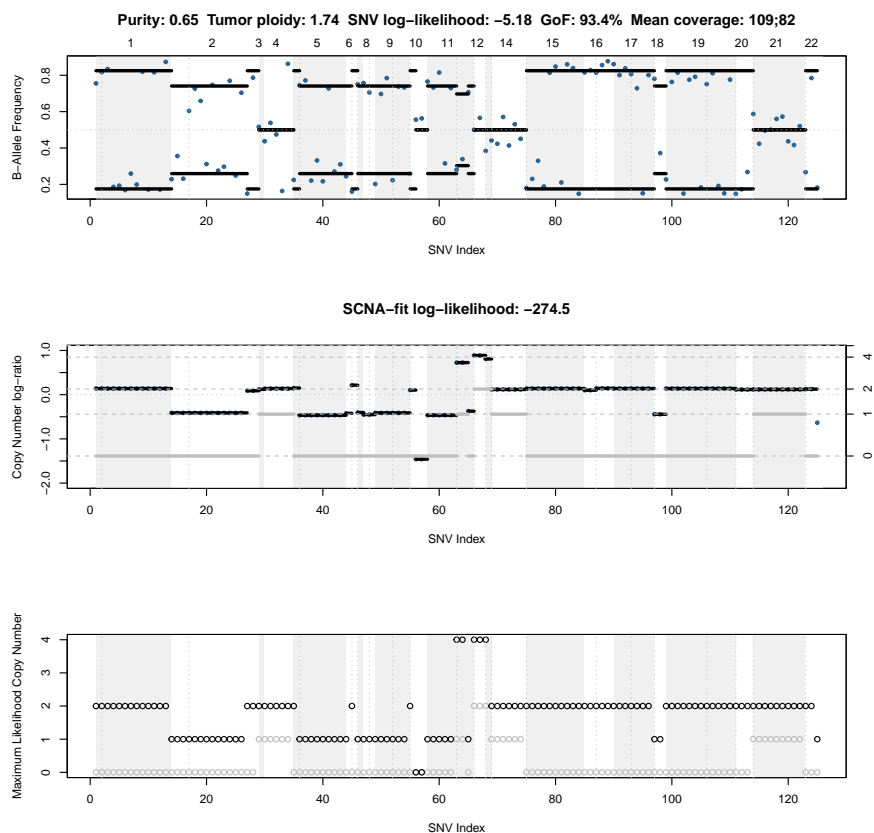 Purity: 0.65 Tumor ploidy: 1.74 SNV log−likelihood: −5.18 GoF: 93.4% Mean coverage: 109;82
1 2 3 4 5 6 8 9 10 11 12 14 15 16 17 18 19 20 21 22
B−Allele Frequency
0.8
0.6
0.4
0.2
0 20 40 60 80 100 120
SNV Index
SCNA−fit log−likelihood: −274.5
Copy Number log−ratio
1.0
0.0
−1.0
−2.0
4
2
1
0
0 20 40 60 80 100 120
SNV Index
Maximum Likelihood Copy Number
4
3
2
1
0
0 20 40 60 80 100 120
SNV Index